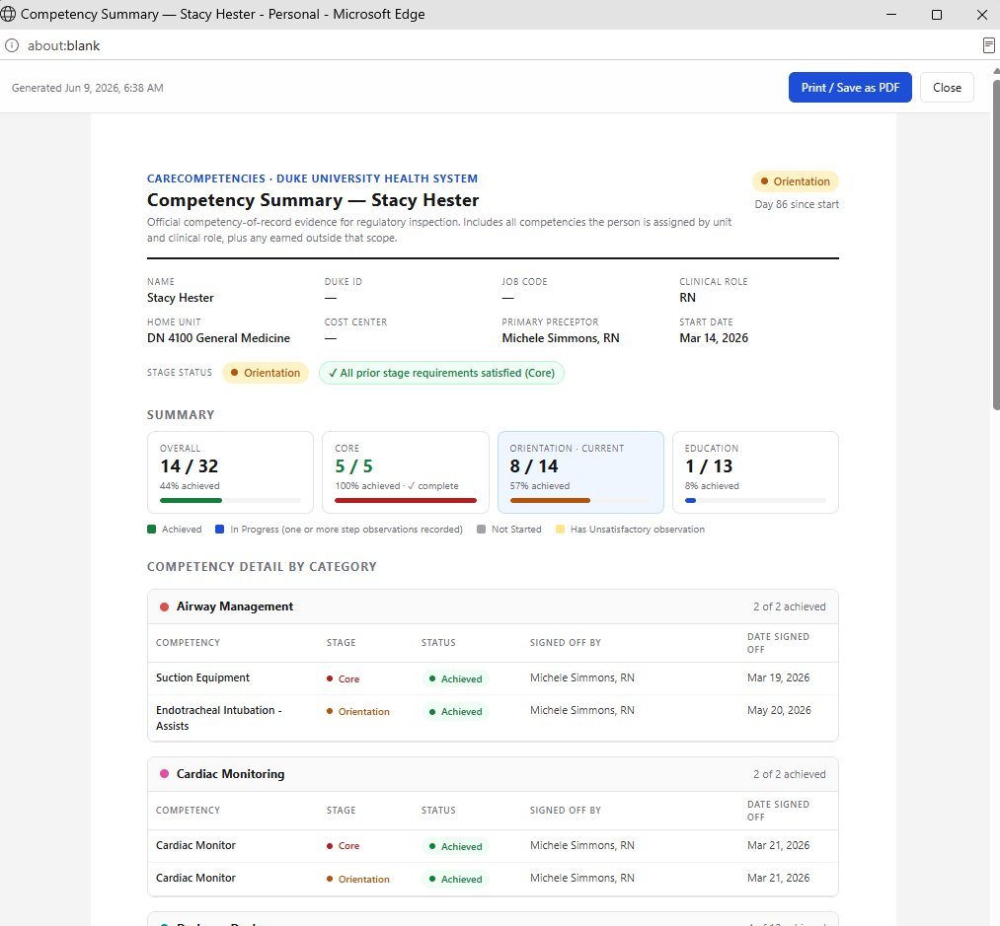 Competency Summary — Stacy Hester - Personal - Microsoft Edge
about:blank
Generated Jun 9, 2026, 6:38 AM
Print / Save as PDF
Close
CARECOMPETENCIES · DUKE UNIVERSITY HEALTH SYSTEM
Competency Summary — Stacy Hester
Official competency-of-record evidence for regulatory inspection. Includes all competencies the person is assigned by unit
and clinical role, plus any earned outside that scope.
Orientation
Day 86 since start
NAME
Stacy Hester
DUKE ID
—
JOB CODE
—
CLINICAL ROLE
RN
HOME UNIT
DN 4100 General Medicine
COST CENTER
—
PRIMARY PRECEPTOR
Michele Simmons, RN
START DATE
Mar 14, 2026
STAGE STATUS Orientation ✓ All prior stage requirements satisfied (Core)
SUMMARY
OVERALL
14 / 32
44% achieved
CORE
5 / 5
100% achieved · ✓ complete
ORIENTATION · CURRENT
8 / 14
57% achieved
EDUCATION
1 / 13
8% achieved
Achieved In Progress (one or more step observations recorded) Not Started Has Unsatisfactory observation
COMPETENCY DETAIL BY CATEGORY
Airway Management 2 of 2 achieved
COMPETENCY STAGE STATUS SIGNED OFF BY DATE SIGNED
OFF
Suction Equipment Core Achieved Michele Simmons, RN Mar 19, 2026
Endotracheal Intubation - Orientation Achieved Michele Simmons, RN May 20, 2026
Assists
Cardiac Monitoring 2 of 2 achieved
COMPETENCY STAGE STATUS SIGNED OFF BY DATE SIGNED
OFF
Cardiac Monitor Core Achieved Michele Simmons, RN Mar 21, 2026
Cardiac Monitor Orientation Achieved Michele Simmons, RN Mar 21, 2026